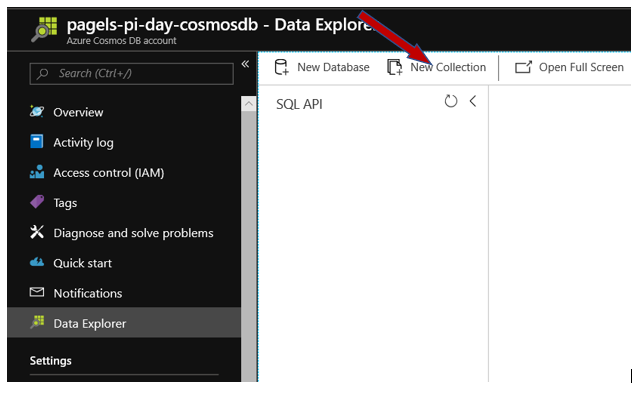 pagels-pi-day-cosmosdb - Data Explorer
Azure Cosmos DB account
Search (Ctrl+/)
Overview
Activity log
Access control (IAM)
Tags
Diagnose and solve problems
Quick start
Notifications
Data Explorer
Settings
New Database New Collection Open Full Screen
SQL API